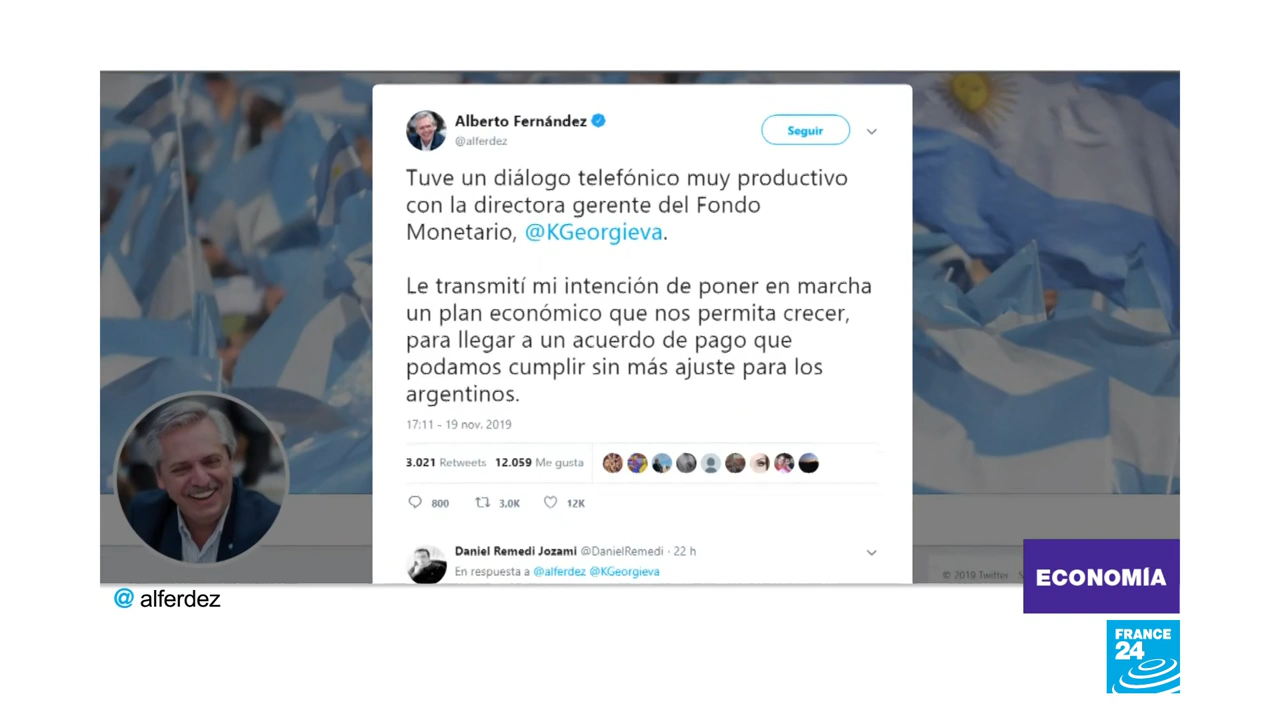 Alberto Fernández
@alferdez
Seguir
Tuve un diálogo telefónico muy productivo
con la directora gerente del Fondo
Monetario, @KGeorgieva.
Le transmití mi intención de poner en marcha
un plan económico que nos permita crecer,
para llegar a un acuerdo de pago que
podamos cumplir sin más ajuste para los
argentinos.
17:11 - 19 nov. 2019
3.021 Retweets 12.059 Me gusta
800 3.0K 12K
Daniel Remedi Jozami @DanielRemedi · 22 h
En respuesta a @alferdez @KGeorgieva
© 2019 Twitter
@ alferdez
ECONOMÍA
FRANCE
24